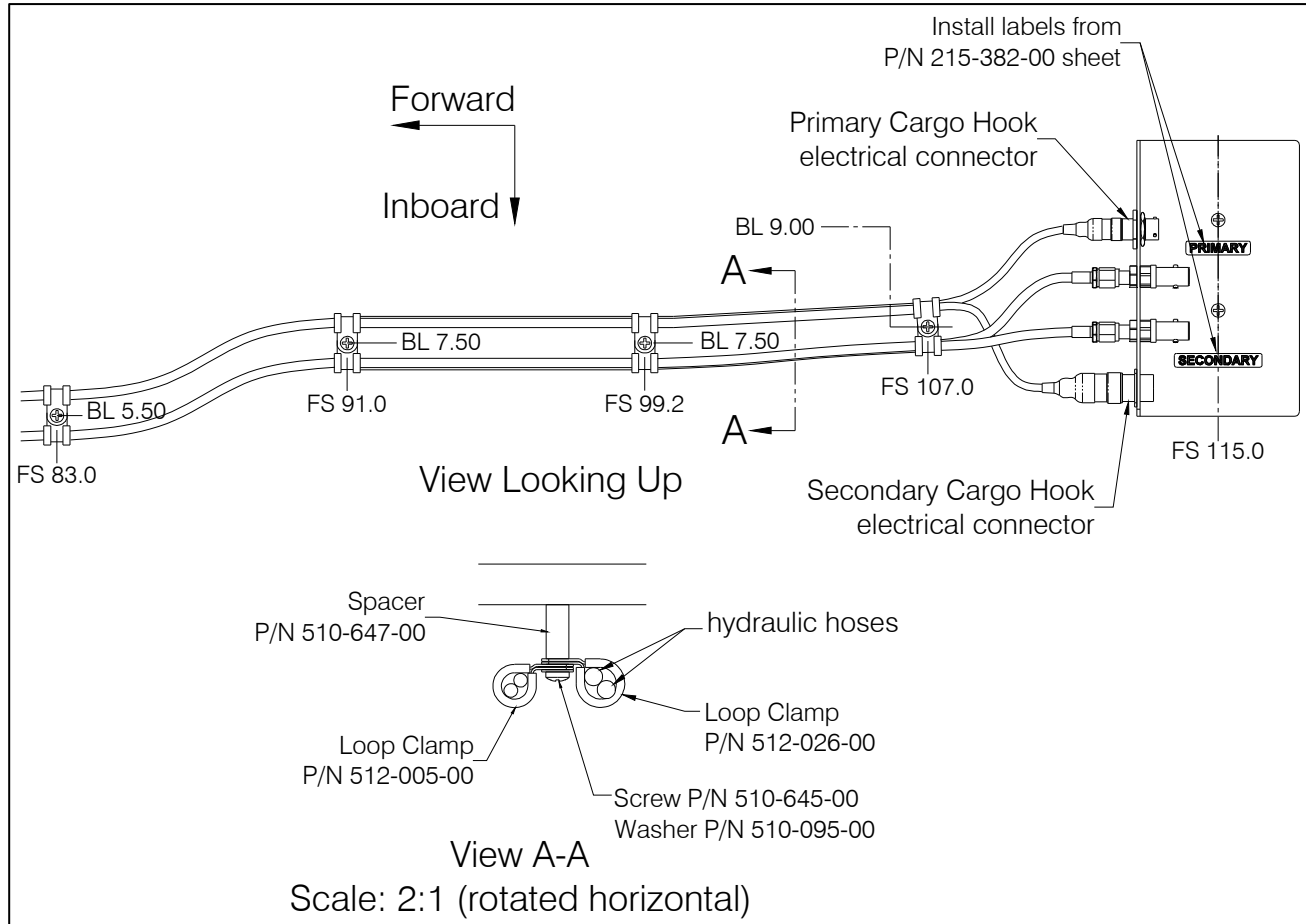 Install labels from
P/N 215-382-00 sheet
Forward
Primary Cargo Hook
electrical connector
Inboard
BL 9.00
PRIMARY
A
BL 7.50
BL 7.50
SECONDARY
BL 5.50
FS 91.0
FS 99.2
FS 107.0
A
FS 115.0
FS 83.0
View Looking Up
Secondary Cargo Hook
electrical connector
Spacer
P/N 510-647-00
hydraulic hoses
Loop Clamp
P/N 512-026-00
Loop Clamp
P/N 512-005-00
Screw P/N 510-645-00
Washer P/N 510-095-00
View A-A
Scale: 2:1 (rotated horizontal)